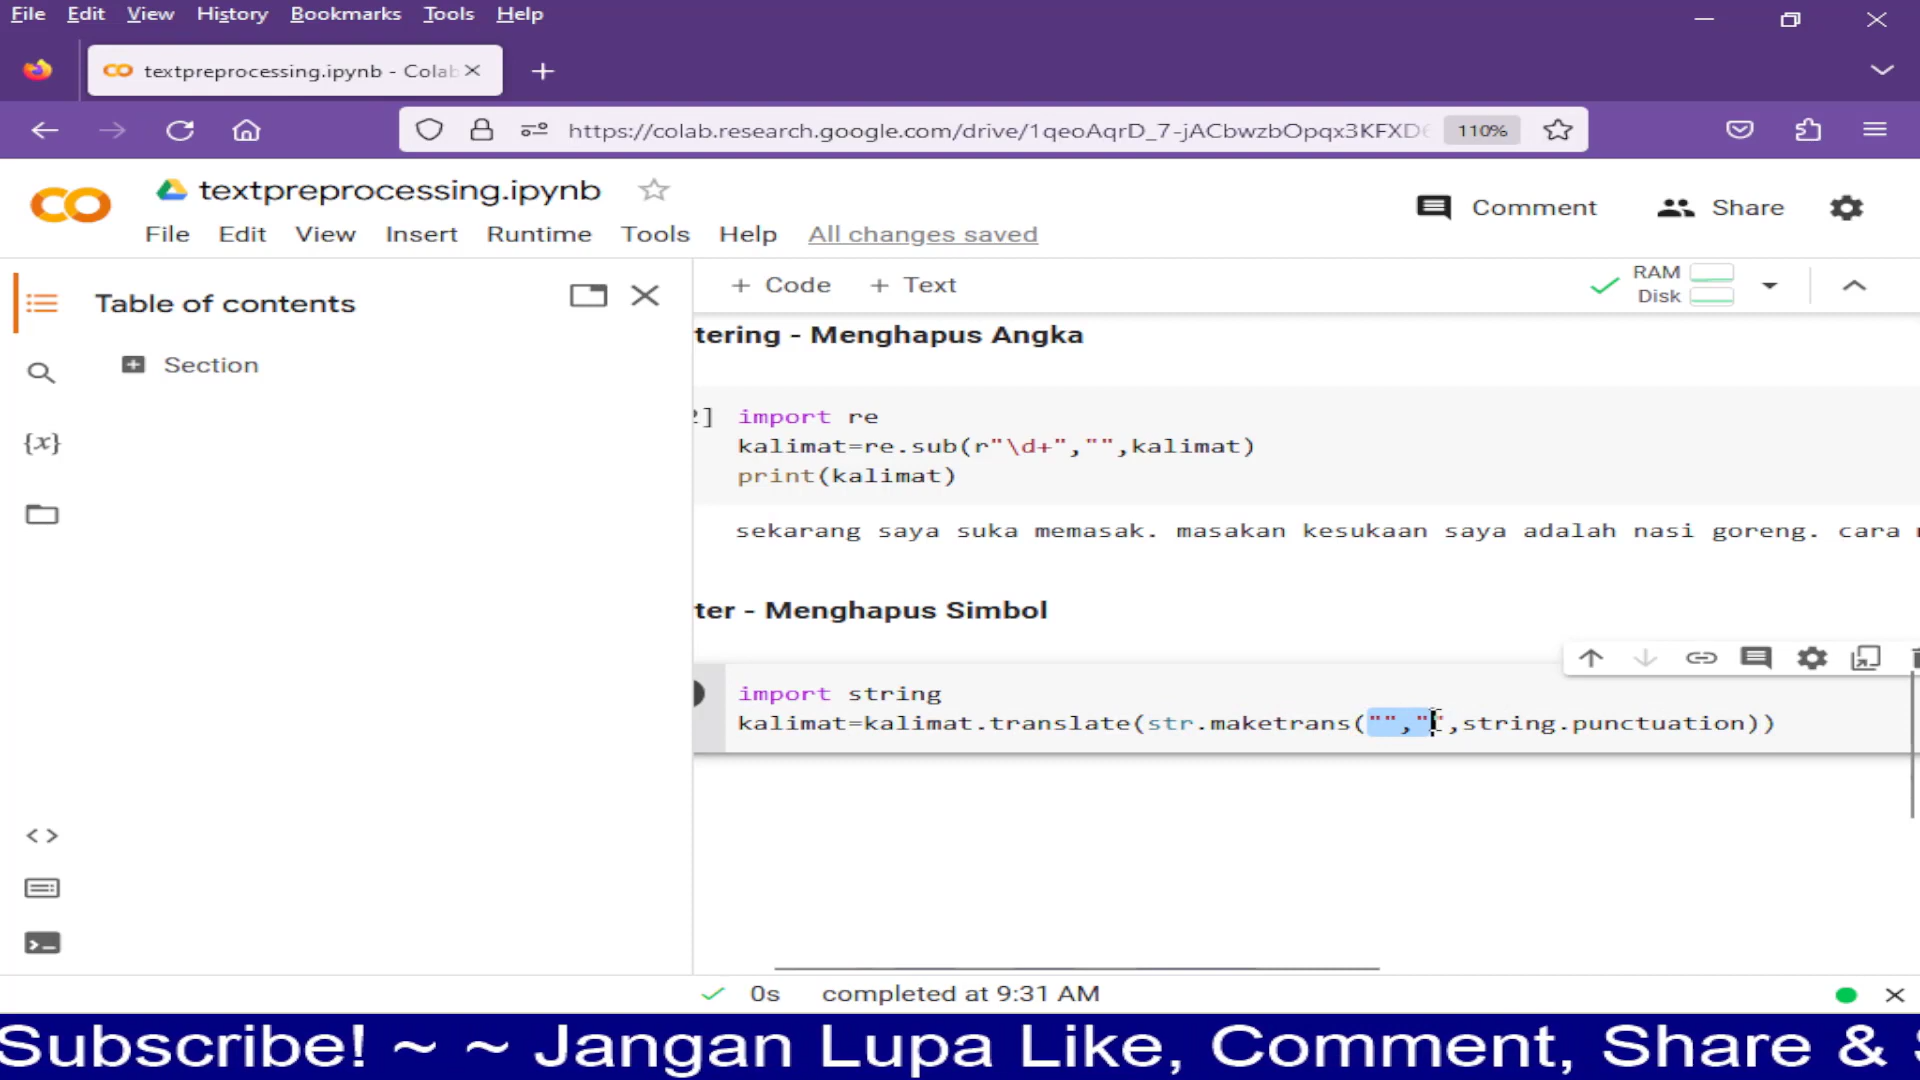 File Edit View History Bookmarks Tools Help
textpreprocessing.ipynb - Colab
https://colab.research.google.com/drive/1qeoAqrD_7-jACbwzbOpqx3KFXD 110%
textpreprocessing.ipynb
Comment Share
File Edit View Insert Runtime Tools Help All changes saved
Table of contents
+ Code + Text
RAM
Disk
Section
tering - Menghapus Angka
] import re
kalimat=re.sub(r"\d+","",kalimat)
print(kalimat)
sekarang saya suka memasak. masakan kesukaan saya adalah nasi goreng. cara
ter - Menghapus Simbol
import string
kalimat=kalimat.translate(str.maketrans("","",string.punctuation))
{x}
<>
0s completed at 9:31 AM
Subscribe! ~ ~ Jangan Lupa Like, Comment, Share &